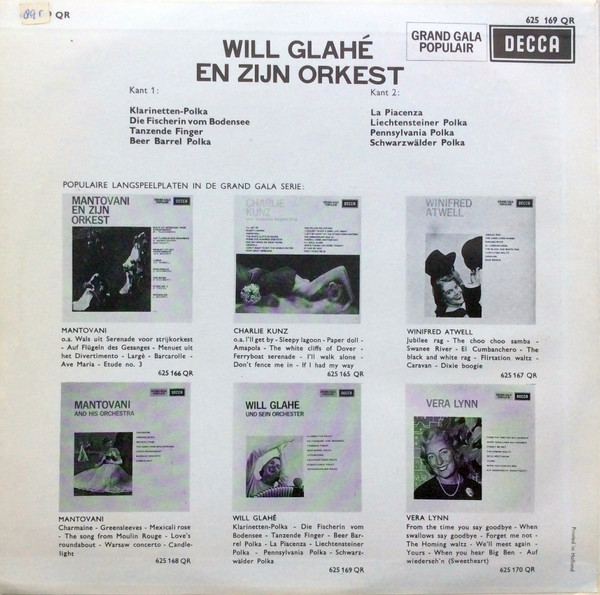 QR
625 169 QR
GRAND GALA
POPULAIR
DECCA
WILL GLAHÉ
EN ZIJN ORKEST
Kant 1:
Klarinetten-Polka
Die Fischerin vom Bodensee
Tanzende Finger
Beer Barrel Polka
Kant 2:
La Piacenza
Liechtensteiner Polka
Pennsylvania Polka
Schwarzwälder Polka
POPULAIRE LANGSPEELPLATEN IN DE GRAND GALA SERIE:
MANTOVANI
EN ZIJN
ORKEST
CHARLIE
KUNZ
WINIFRED
ATWELL
MANTOVANI
o.a. Wals uit Serenade voor strijkorkest
- Auf Flügeln des Gesanges - Menuet uit
het Divertimento - Largè - Barcarolle -
Ave Maria - Etude no. 3
625 166 QR
CHARLIE KUNZ
o.a. I'll get by - Sleepy lagoon - Paper doll -
Amapola - The white cliffs of Dover -
Ferryboat serenade - I'll walk alone -
Don't fence me in - If I had my way
625 165 QR
WINIFRED ATWELL
Jubilee rag - The choo choo samba -
Swanee River - El Cumbanchero - The
black and white rag - Flirtation waltz -
Caravan - Dixie boogie
625 167 QR
MANTOVANI
AND HIS ORCHESTRA
WILL GLAHÉ
UND SEIN ORCHESTER
VERA LYNN
MANTOVANI
Charmaine - Greensleeves - Mexicali rose
- The song from Moulin Rouge - Love's
roundabout - Warsaw concerto - Candle-
light
625 168 QR
WILL GLAHÉ
Klarinetten-Polka - Die Fischerin vom
Bodensee - Tanzende Finger - Beer Bar-
rel Polka - La Piacenza - Liechtensteiner
Polka - Pennsylvania Polka - Schwarz-
wälder Polka
625 169 QR
VERA LYNN
From the time you say goodbye - When
swallows say goodbye - Forget me not -
The Homing waltz - We'll meet again -
Yours - When you hear Big Ben - Auf
wiederseh'n (Sweetheart)
625 170 QR
Printed in Holland